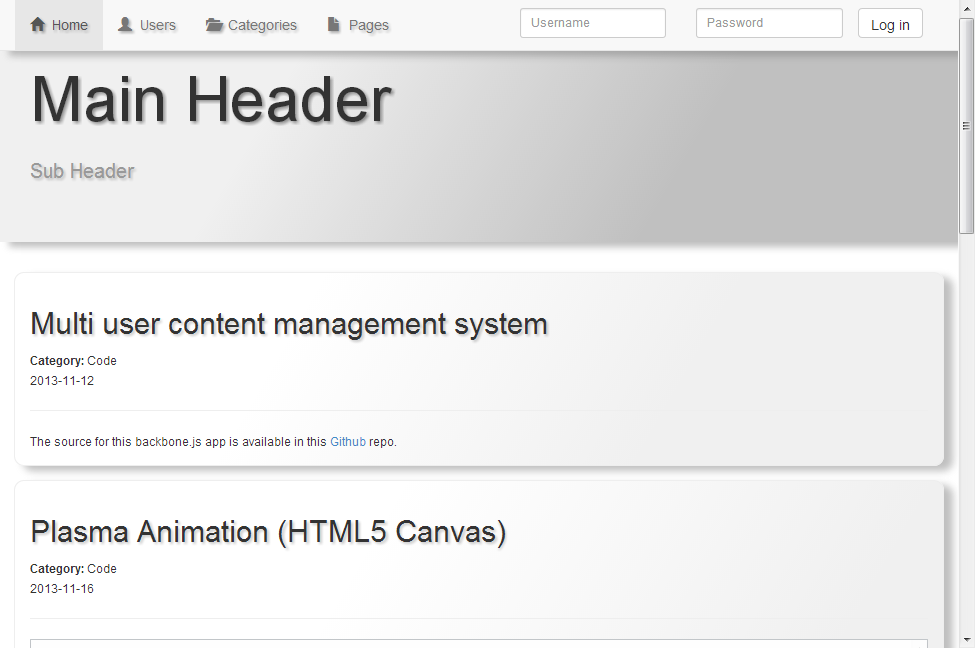 Home Users Categories Pages Username Password Log in
Main Header
Sub Header
Multi user content management system
Category: Code
2013-11-12
The source for this backbone.js app is available in this Github repo.
Plasma Animation (HTML5 Canvas)
Category: Code
2013-11-16